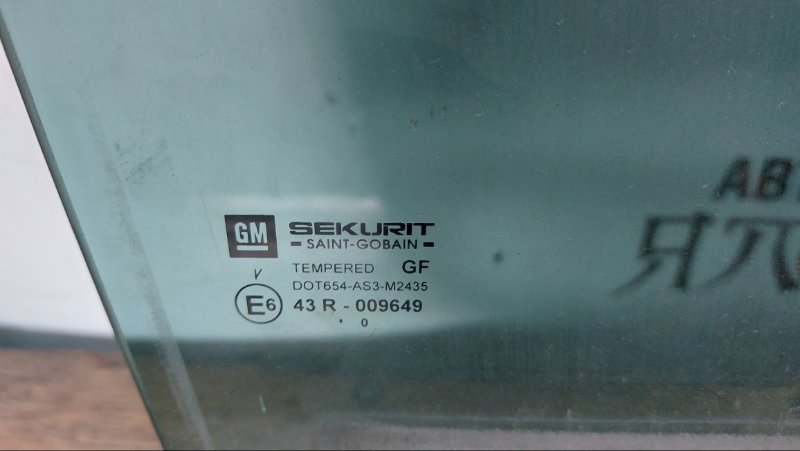 GM SEKURIT
SAINT-GOBAIN
TEMPERED GF
V
DOT654-AS3-M2435
E6 43 R - 009649
. 0